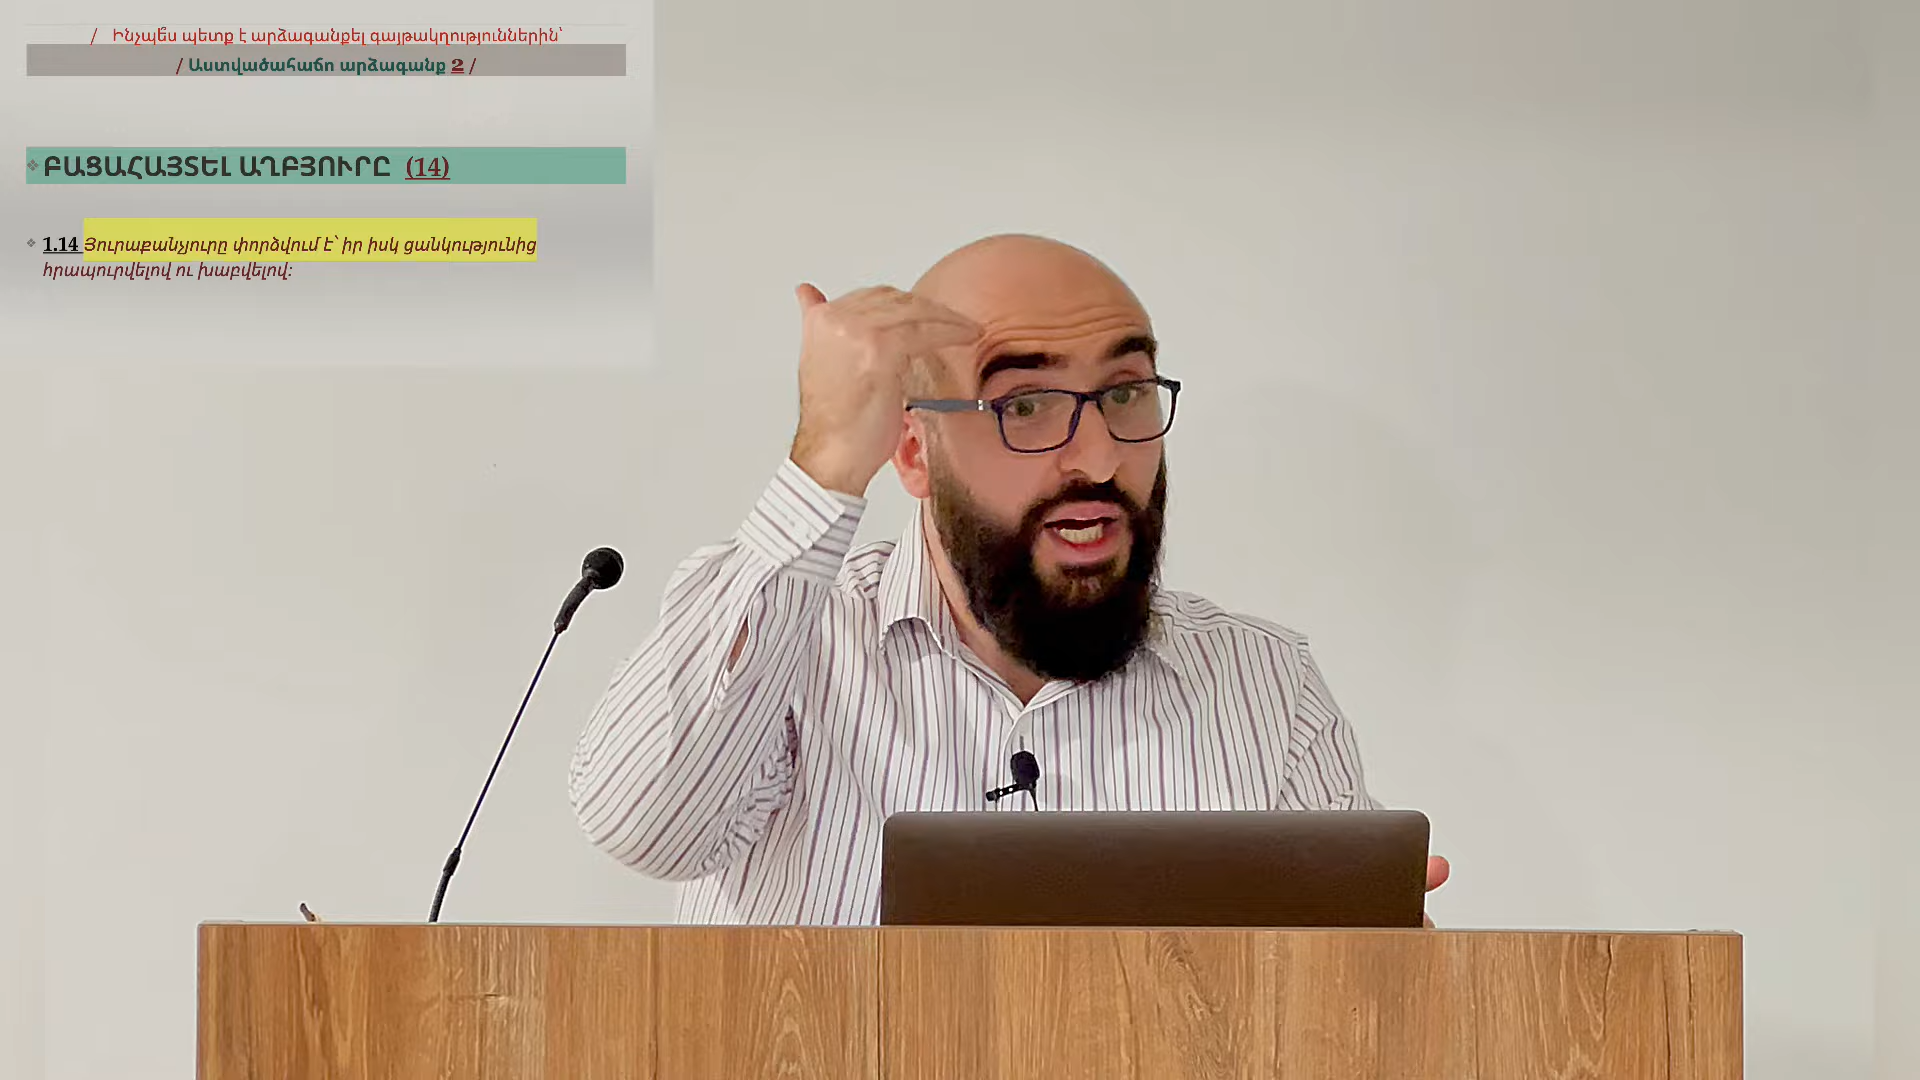 / Ինչպե՞ս պետք է արձագանքել գայթակղություններին՝
/ Աստվածահաճո արձագանք 2 /
❖ ԲԱՑԱՀԱՅՏԵԼ ԱՂԲՅՈՒՐԸ (14)
❖ 1.14 Յուրաքանչյուրը փորձվում է՝ իր իսկ ցանկությունից
հրապուրվելով ու խաբվելով: